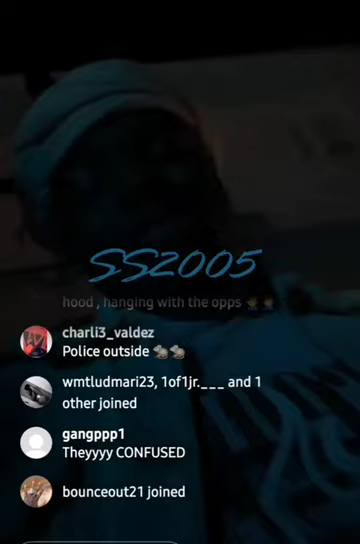 SS2005
hood , hanging with the opps
charli3_valdez
Police outside
wmtludmari23, 1of1jr.___ and 1
other joined
gangppp1
Theyyyy CONFUSED
bounceout21 joined